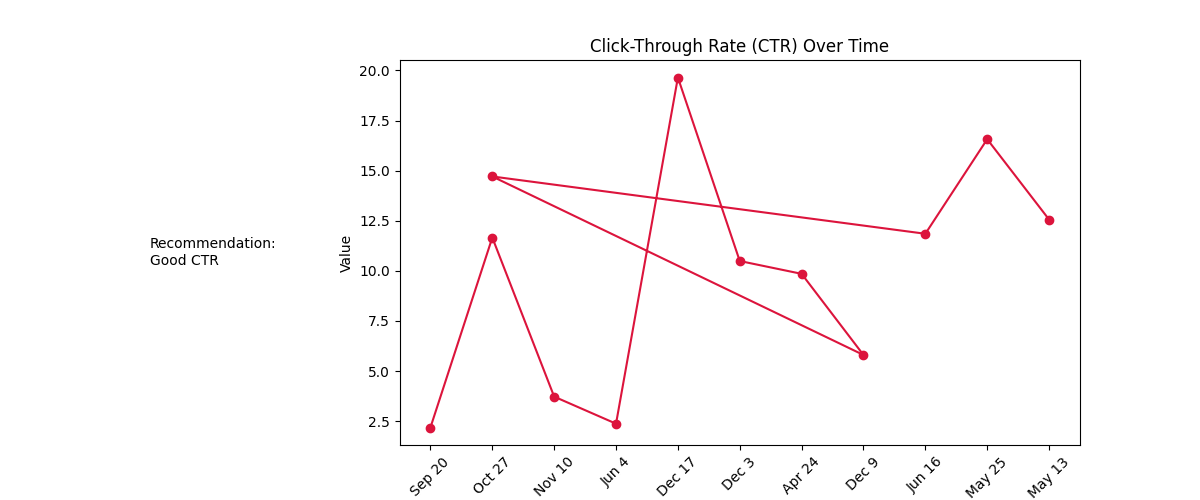 Click-Through Rate (CTR) Over Time
Recommendation:
Good CTR
Value
20.0
17.5
15.0
12.5
10.0
7.5
5.0
2.5
Sep 20
Oct 27
Nov 10
Jun 4
Dec 17
Dec 3
Apr 24
Dec 9
Jun 16
May 25
May 13